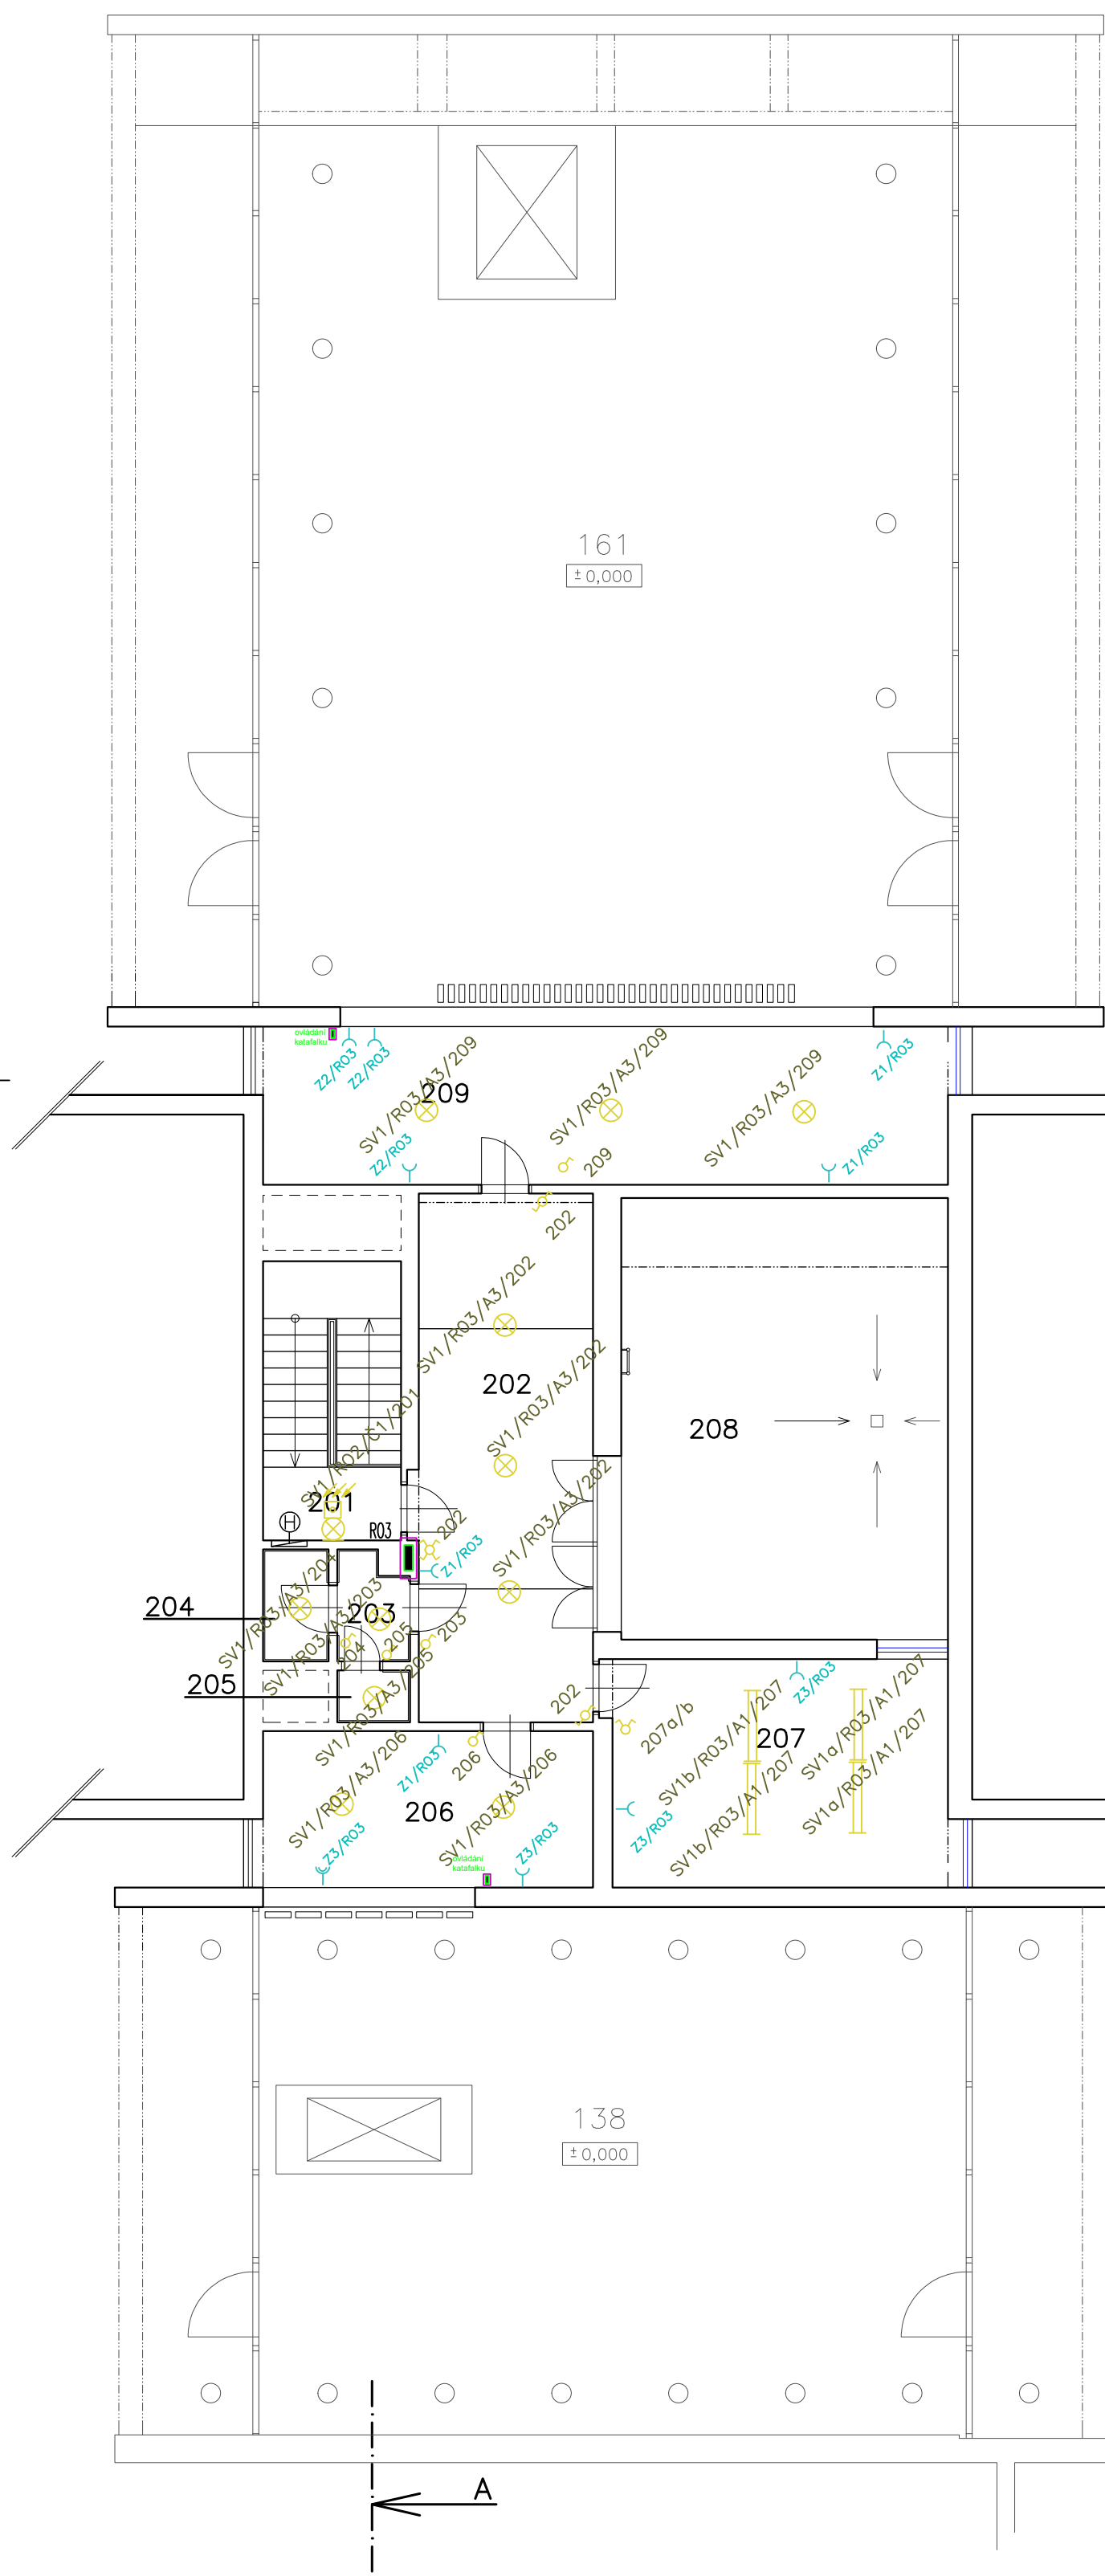 161
± 0,000
ovládání
katafalku
Z2/R03
Z2/R03
SV1/R03/A3/209
209
SV1/R03/A3/209
SV1/R03/A3/209
Z1/R03
Z2/R03
209
Z1/R03
202
SV1/R03/A3/202
202
SV1/R03/A3/202
208
SV1/R02/Č1/201
201
H
R03
202
Z1/R03
SV1/R03/A3/202
SV1/R03/A3/204
204
SV1/R03/A3/203
203
204
205
203
205
SV1/R03/A3/205
202
207a/b
Z3/R03
SV1b/R03/A1/207
207
SV1a/R03/A1/207
SV1b/R03/A1/207
SV1a/R03/A1/207
SV1/R03/A3/206
Z1/R03
206
206
SV1/R03/A3/206
Z3/R03
Z3/R03
ovládání
katafalku
Z3/R03
138
± 0,000
A